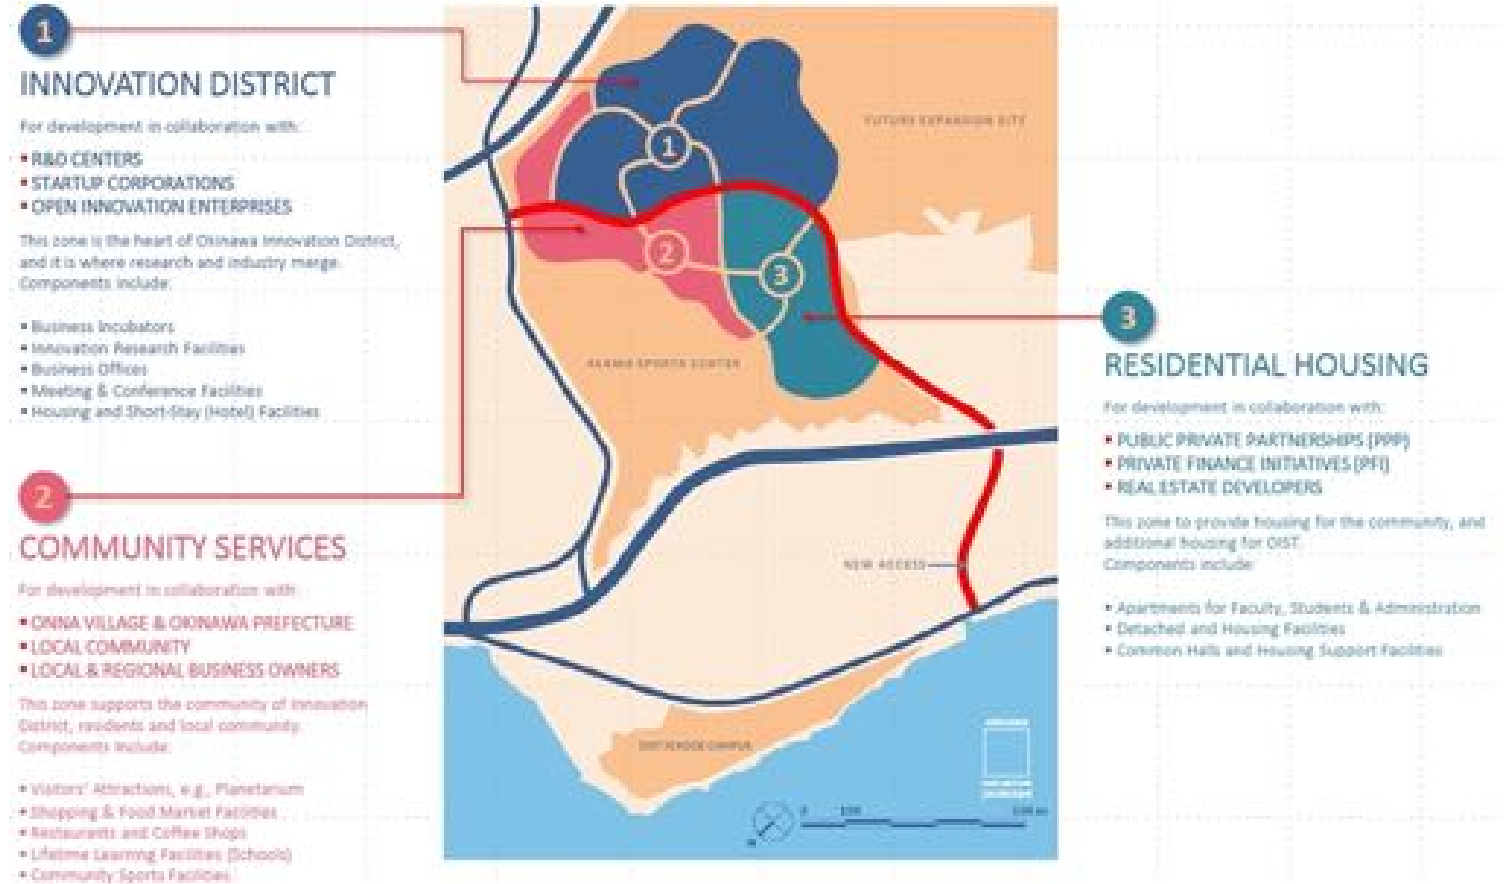 1
INNOVATION DISTRICT
For development in collaboration with:
▪ R&D CENTERS
▪ STARTUP CORPORATIONS
▪ OPEN INNOVATION ENTERPRISES
This zone is the heart of Okinawa Innovation District,
and it is where research and industry merge.
Components include:
▪ Business Incubators
▪ Innovation Research Facilities
▪ Business Offices
▪ Meeting & Conference Facilities
▪ Housing and Short-Stay (Hotel) Facilities
2
COMMUNITY SERVICES
For development in collaboration with:
▪ ONNA VILLAGE & OKINAWA PREFECTURE
▪ LOCAL COMMUNITY
▪ LOCAL & REGIONAL BUSINESS OWNERS
This zone supports the community of Innovation
District, residents and local community.
Components include:
▪ Visitors' Attractions, e.g., Planetarium
▪ Shopping & Food Market Facilities
▪ Restaurants and Coffee Shops
▪ Lifetime Learning Facilities (Schools)
▪ Community Sports Facilities
FUTURE EXPANSION CITY
1
2
3
AKAMA SPORTS CENTER
NEW ACCESS
CAMPUS
0
3
RESIDENTIAL HOUSING
For development in collaboration with:
▪ PUBLIC PRIVATE PARTNERSHIPS (PPP)
▪ PRIVATE FINANCE INITIATIVES (PFI)
▪ REAL ESTATE DEVELOPERS
This zone to provide housing for the community, and
additional housing for OIST.
Components include:
▪ Apartments for Faculty, Students & Administration
▪ Detached and Housing Facilities
▪ Common Halls and Housing Support Facilities